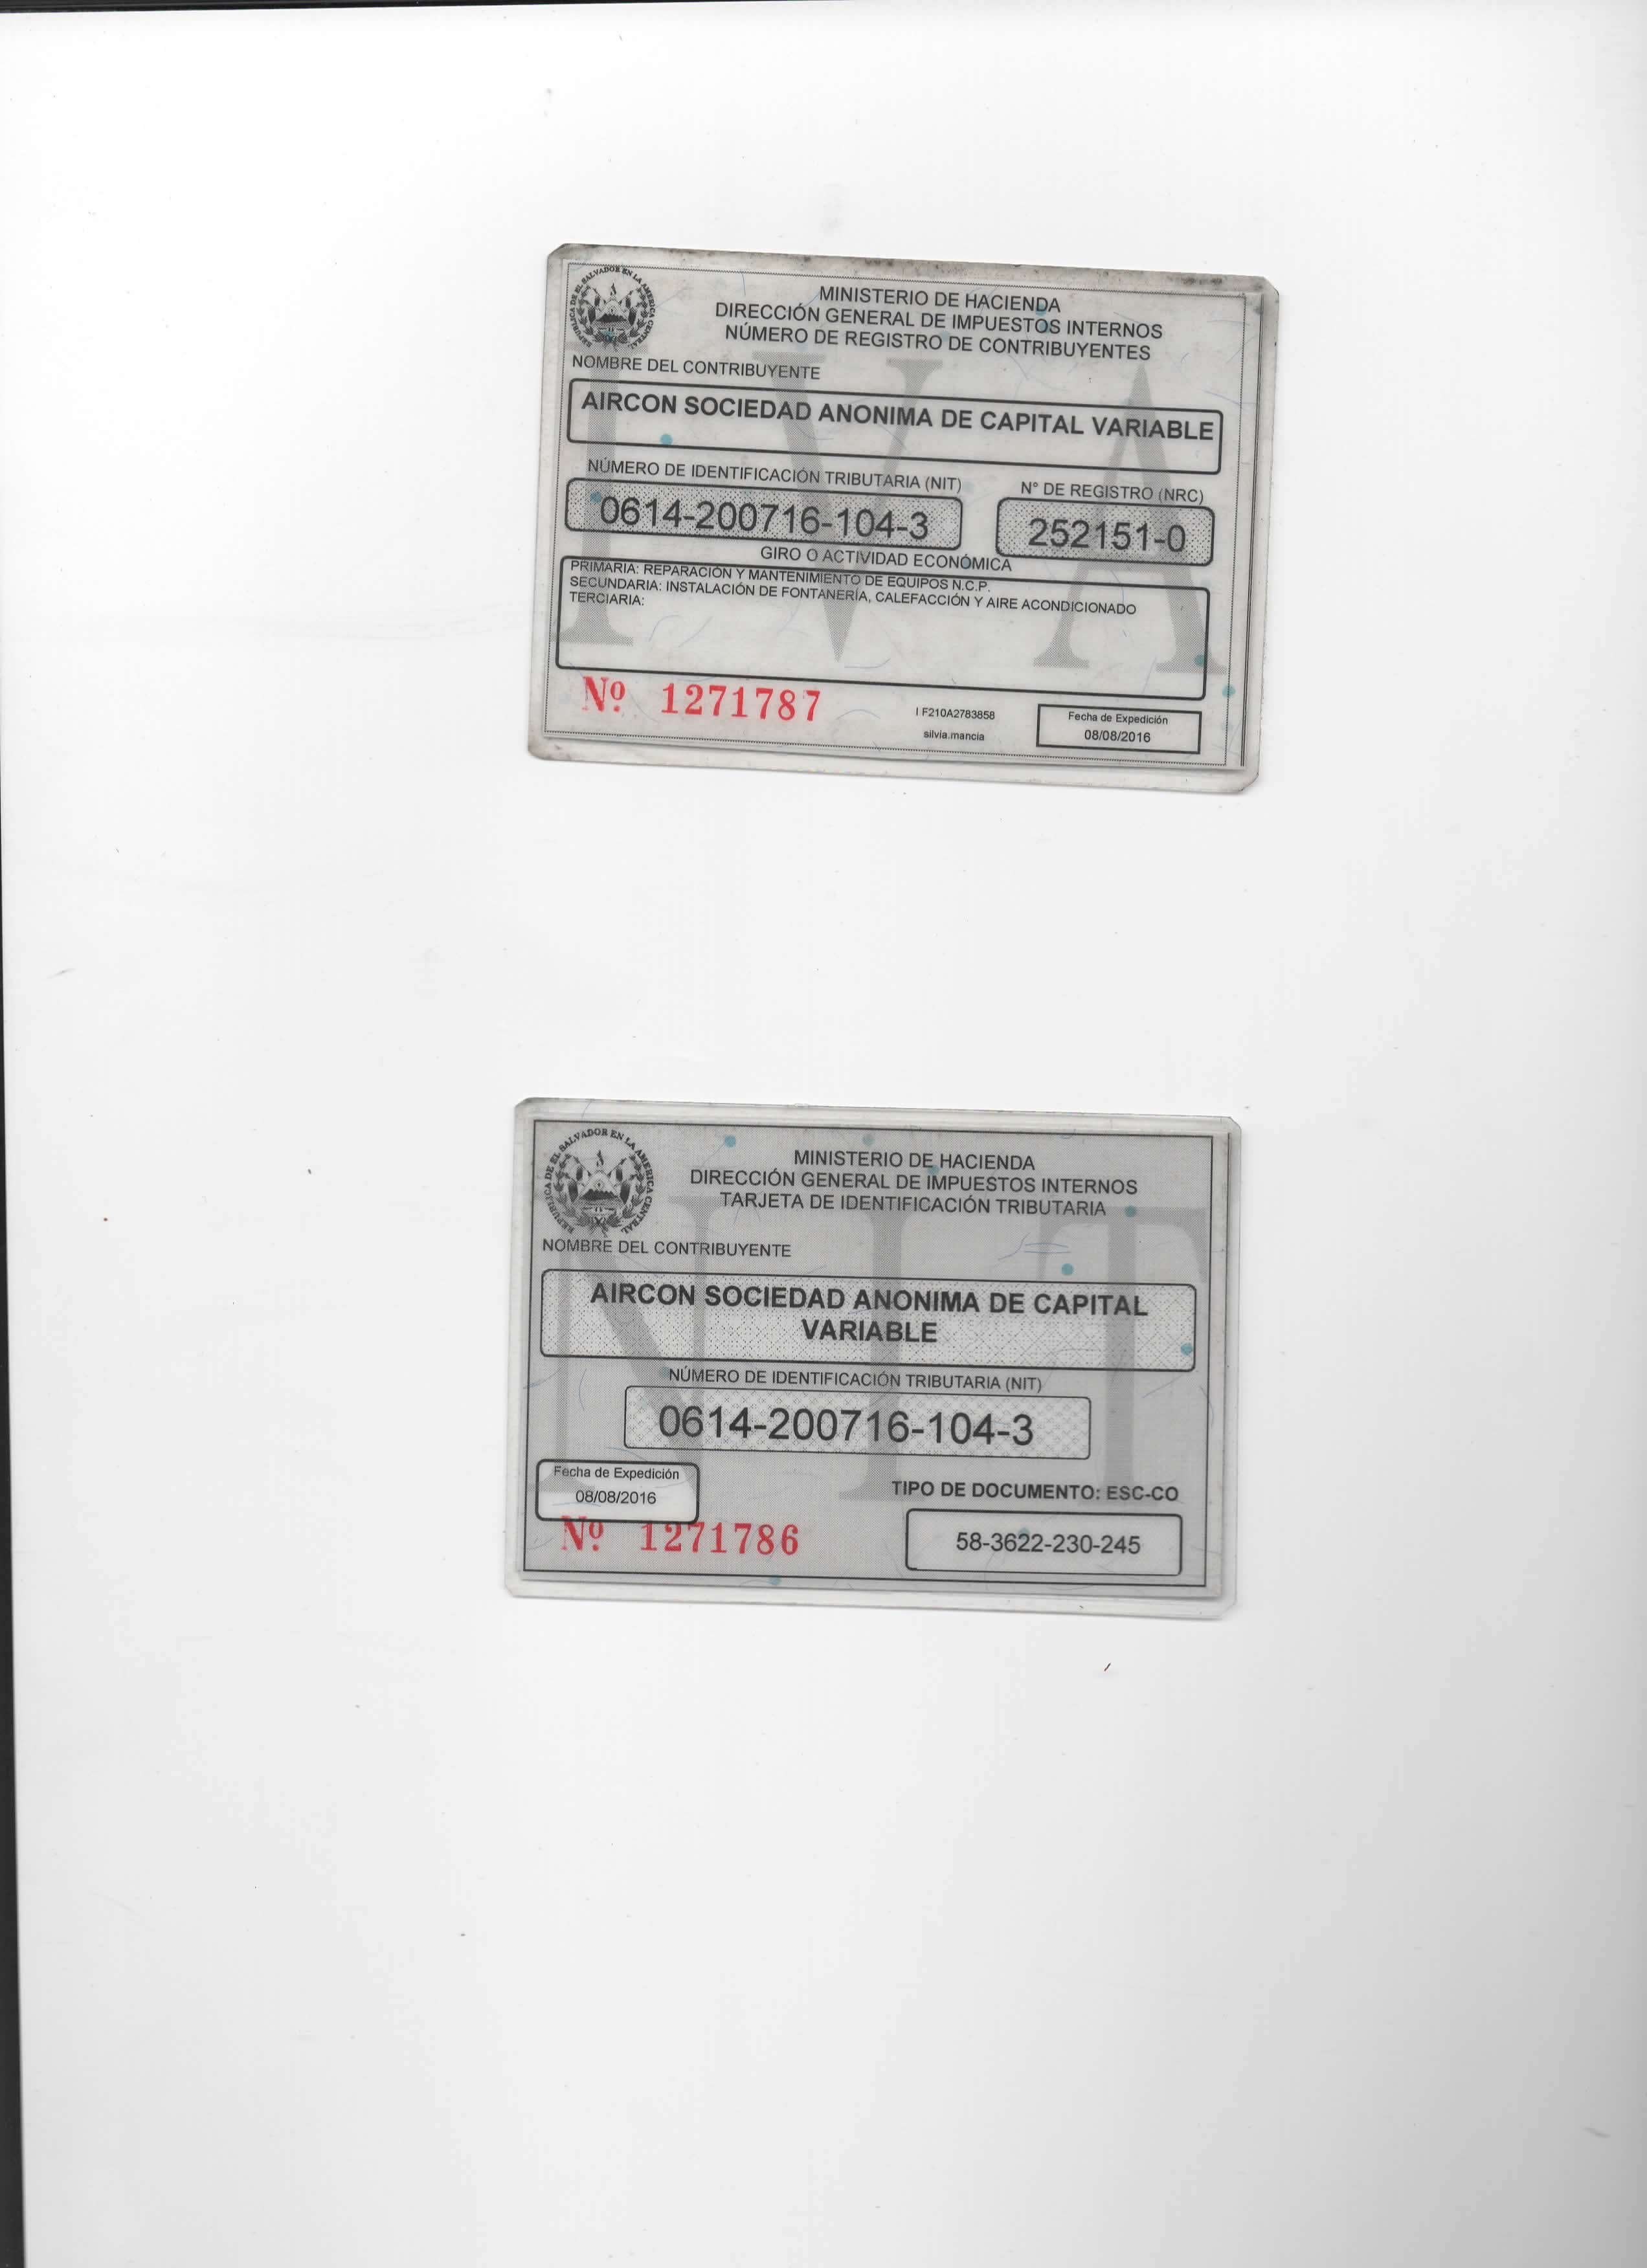 REPUBLICA DE EL SALVADOR EN LA AMERICA CENTRAL
MINISTERIO DE HACIENDA
DIRECCIÓN GENERAL DE IMPUESTOS INTERNOS
NÚMERO DE REGISTRO DE CONTRIBUYENTES
IVA
NOMBRE DEL CONTRIBUYENTE
AIRCON SOCIEDAD ANONIMA DE CAPITAL VARIABLE
NÚMERO DE IDENTIFICACIÓN TRIBUTARIA (NIT) N° DE REGISTRO (NRC)
0614-200716-104-3 252151-0
GIRO O ACTIVIDAD ECONÓMICA
PRIMARIA: REPARACIÓN Y MANTENIMIENTO DE EQUIPOS N.C.P.
SECUNDARIA: INSTALACIÓN DE FONTANERÍA, CALEFACCIÓN Y AIRE ACONDICIONADO
TERCIARIA:
Nº 1271787
I F210A2783858
silvia.mancia
Fecha de Expedición
08/08/2016
REPUBLICA DE EL SALVADOR EN LA AMERICA CENTRAL
MINISTERIO DE HACIENDA
DIRECCIÓN GENERAL DE IMPUESTOS INTERNOS
TARJETA DE IDENTIFICACIÓN TRIBUTARIA
NIT
NOMBRE DEL CONTRIBUYENTE
AIRCON SOCIEDAD ANONIMA DE CAPITAL
VARIABLE
NÚMERO DE IDENTIFICACIÓN TRIBUTARIA (NIT)
0614-200716-104-3
Fecha de Expedición
08/08/2016
TIPO DE DOCUMENTO: ESC-CO
Nº 1271786
58-3622-230-245